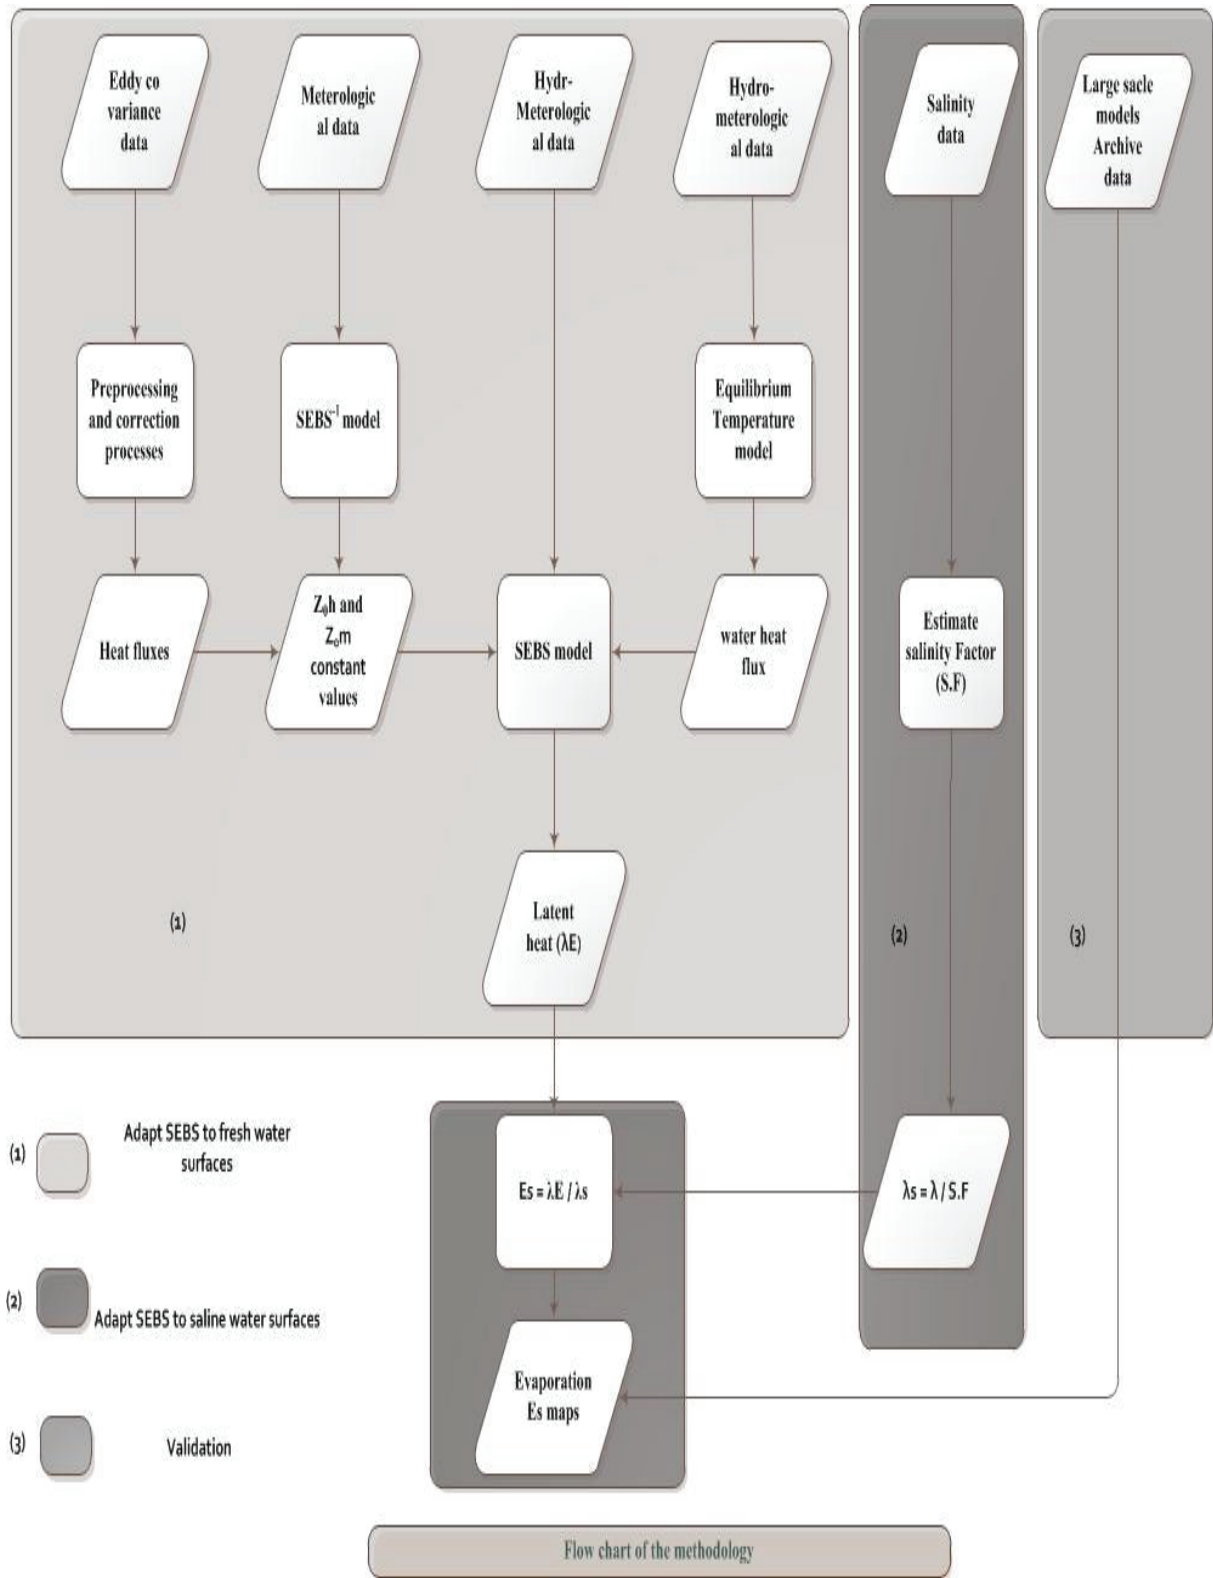 Eddy co
variance
data
Meterologic
al data
Hydr-
Meterologic
al data
Hydro-
meterologic
al data
Salinity
data
Large sacle
models
Archive
data
Preprocessing
and correction
processes
SEBS⁻¹ model
Equilibrium
Temperature
model
Heat fluxes
Z₀h and
Z₀m
constant
values
SEBS model
water heat
flux
Estimate
salinity Factor
(S.F)
Latent
heat (λE)
(1)
(2)
(3)
Es = λE / λs
λs = λ / S.F
Evaporation
Es maps
(1)
Adapt SEBS to fresh water
surfaces
(2)
Adapt SEBS to saline water surfaces
(3)
Validation
Flow chart of the methodology